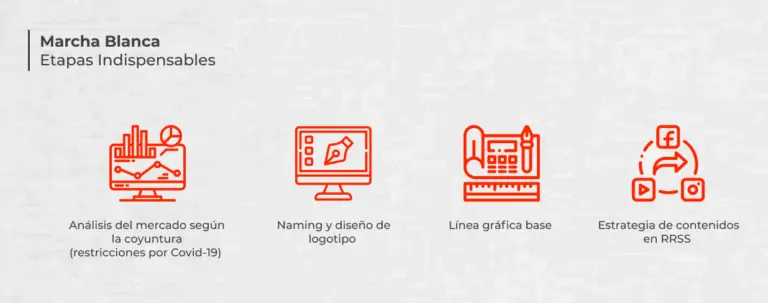 Marcha Blanca
Etapas Indispensables
Análisis del mercado según
la coyuntura
(restricciones por Covid-19)
Naming y diseño de
logotipo
Línea gráfica base
Estrategia de contenidos
en RRSS